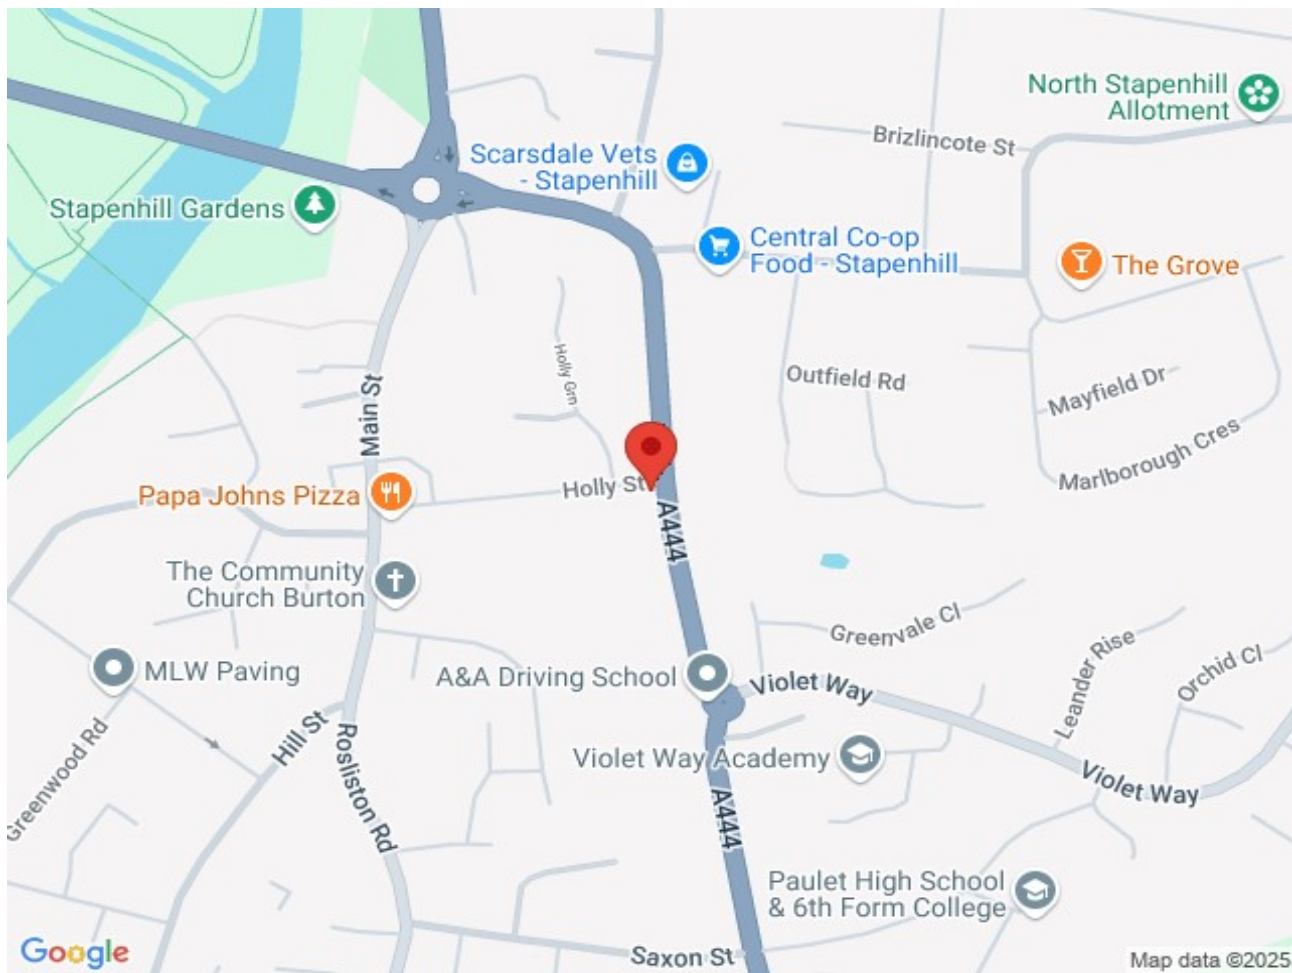 North Stapenhill
Allotment
Brizlincote St
Scarsdale Vets
- Stapenhill
Stapenhill Gardens
Central Co-op
Food - Stapenhill
The Grove
Holly Grn
Main St
Outfield Rd
Mayfield Dr
Marlborough Cres
Papa Johns Pizza
Holly St
A444
The Community
Church Burton
Greenvale Cl
MLW Paving
A&A Driving School
Violet Way
Leander Rise
Orchid Cl
Hill St
Greenwood Rd
Rosliston Rd
Violet Way Academy
Violet Way
A444
Paulet High School
& 6th Form College
Saxon St
Google
Map data ©2025